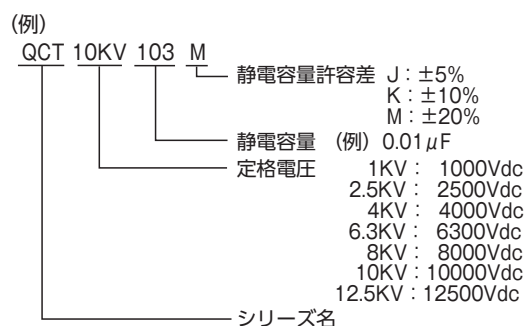 (例)
QCT 10KV 103 M
静電容量許容差 J：±5%
K：±10%
M：±20%
静電容量 (例) 0.01μF
定格電圧 1KV： 1000Vdc
2.5KV： 2500Vdc
4KV： 4000Vdc
6.3KV： 6300Vdc
8KV： 8000Vdc
10KV：10000Vdc
12.5KV：12500Vdc
シリーズ名